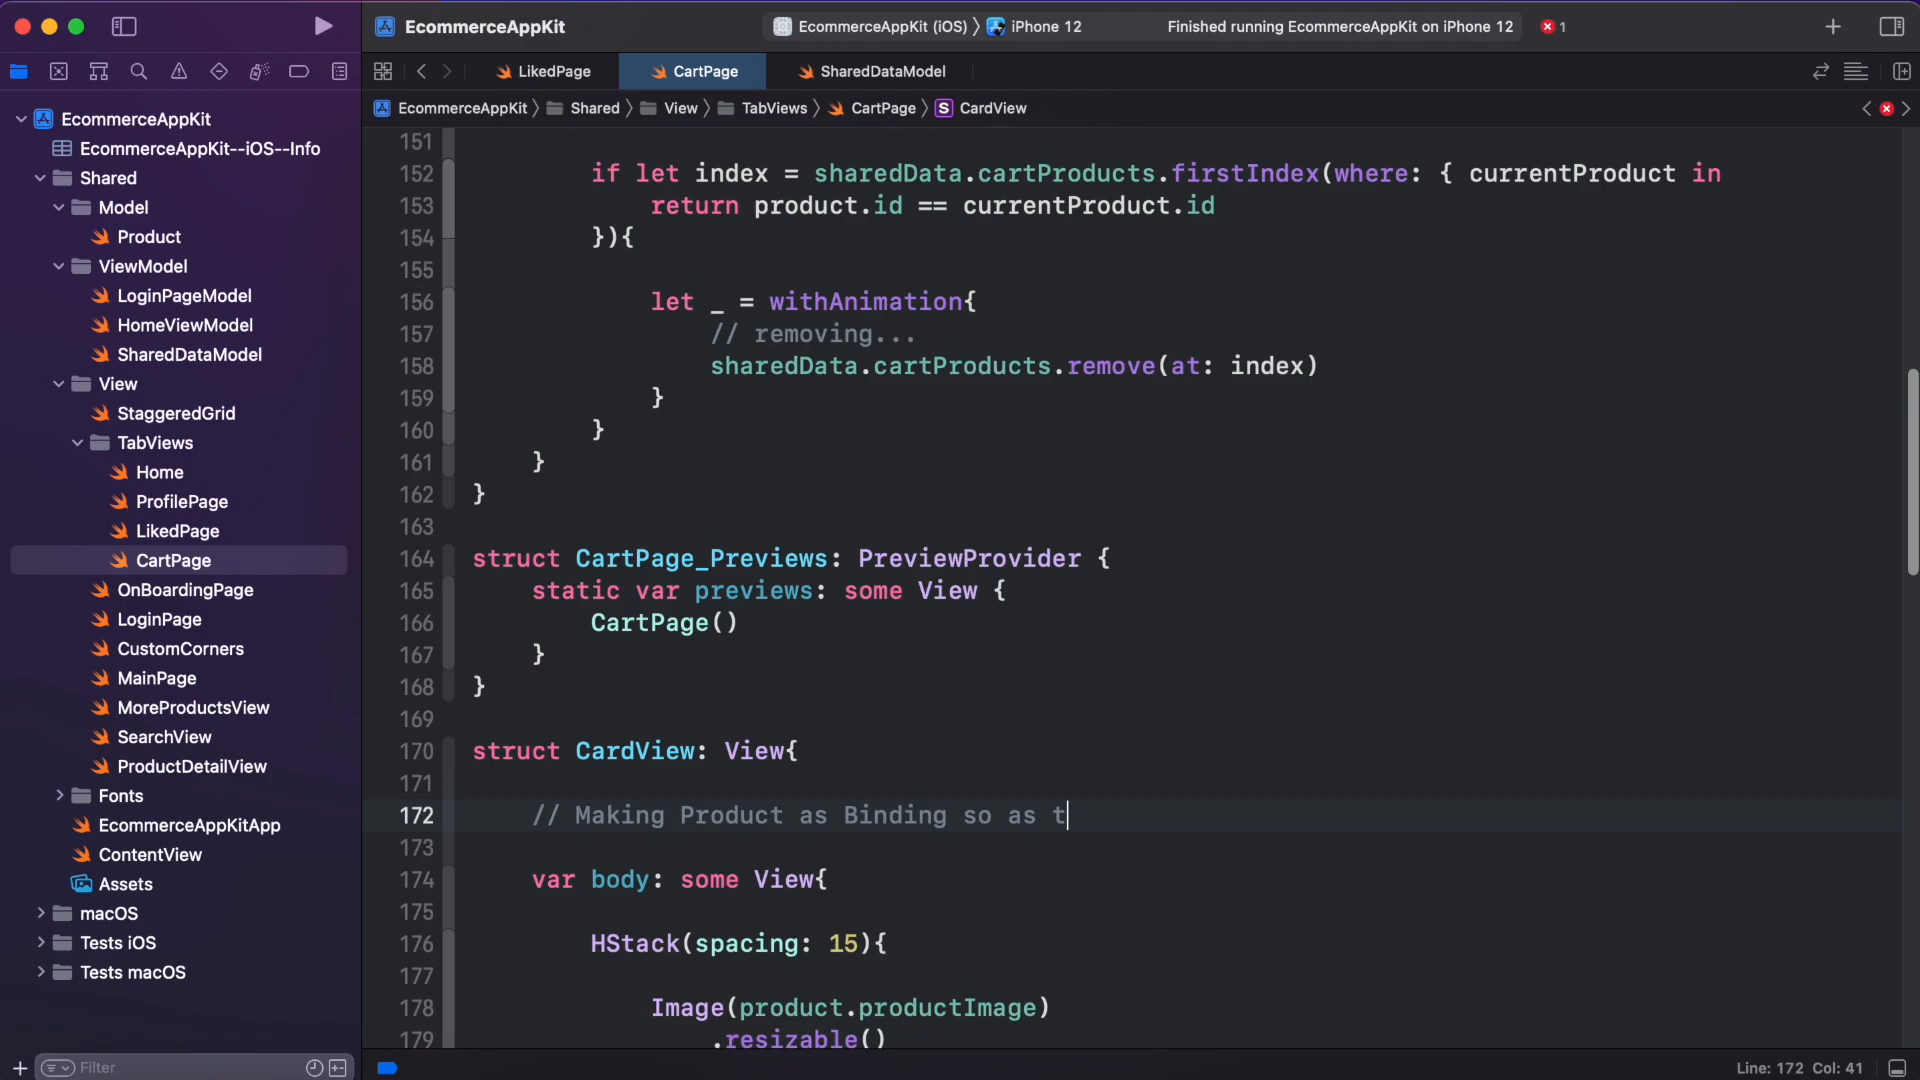 EcommerceAppKit
EcommerceAppKit (iOS)
iPhone 12
Finished running EcommerceAppKit on iPhone 12
1
LikedPage
CartPage
SharedDataModel
EcommerceAppKit
Shared
View
TabViews
CartPage
S
CardView
EcommerceAppKit
EcommerceAppKit--iOS--Info
Shared
Model
Product
ViewModel
LoginPageModel
HomeViewModel
SharedDataModel
View
StaggeredGrid
TabViews
Home
ProfilePage
LikedPage
CartPage
OnBoardingPage
LoginPage
CustomCorners
MainPage
MoreProductsView
SearchView
ProductDetailView
Fonts
EcommerceAppKitApp
ContentView
Assets
macOS
Tests iOS
Tests macOS
Filter
151
152 if let index = sharedData.cartProducts.firstIndex(where: { currentProduct in
153 return product.id == currentProduct.id
154 }){
155
156 let _ = withAnimation{
157 // removing...
158 sharedData.cartProducts.remove(at: index)
159 }
160 }
161 }
162 }
163
164 struct CartPage_Previews: PreviewProvider {
165 static var previews: some View {
166 CartPage()
167 }
168 }
169
170 struct CardView: View{
171
172 // Making Product as Binding so as t
173
174 var body: some View{
175
176 HStack(spacing: 15){
177
178 Image(product.productImage)
179 .resizable()
Line: 172 Col: 41